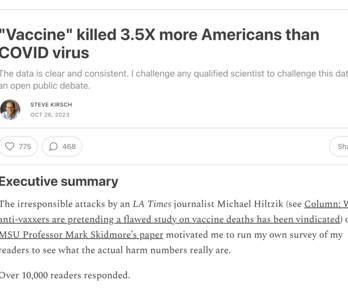 "Vaccine" killed 3.5X more Americans than
COVID virus
The data is clear and consistent. I challenge any qualified scientist to challenge this dat
an open public debate.
STEVE KIRSCH
OCT 26, 2023
775
468
Sha
Executive summary
The irresponsible attacks by an LA Times journalist Michael Hiltzik (see Column: W
anti-vaxxers are pretending a flawed study on vaccine deaths has been vindicated) o
MSU Professor Mark Skidmore's paper motivated me to run my own survey of my
readers to see what the actual harm numbers really are.
Over 10,000 readers responded.